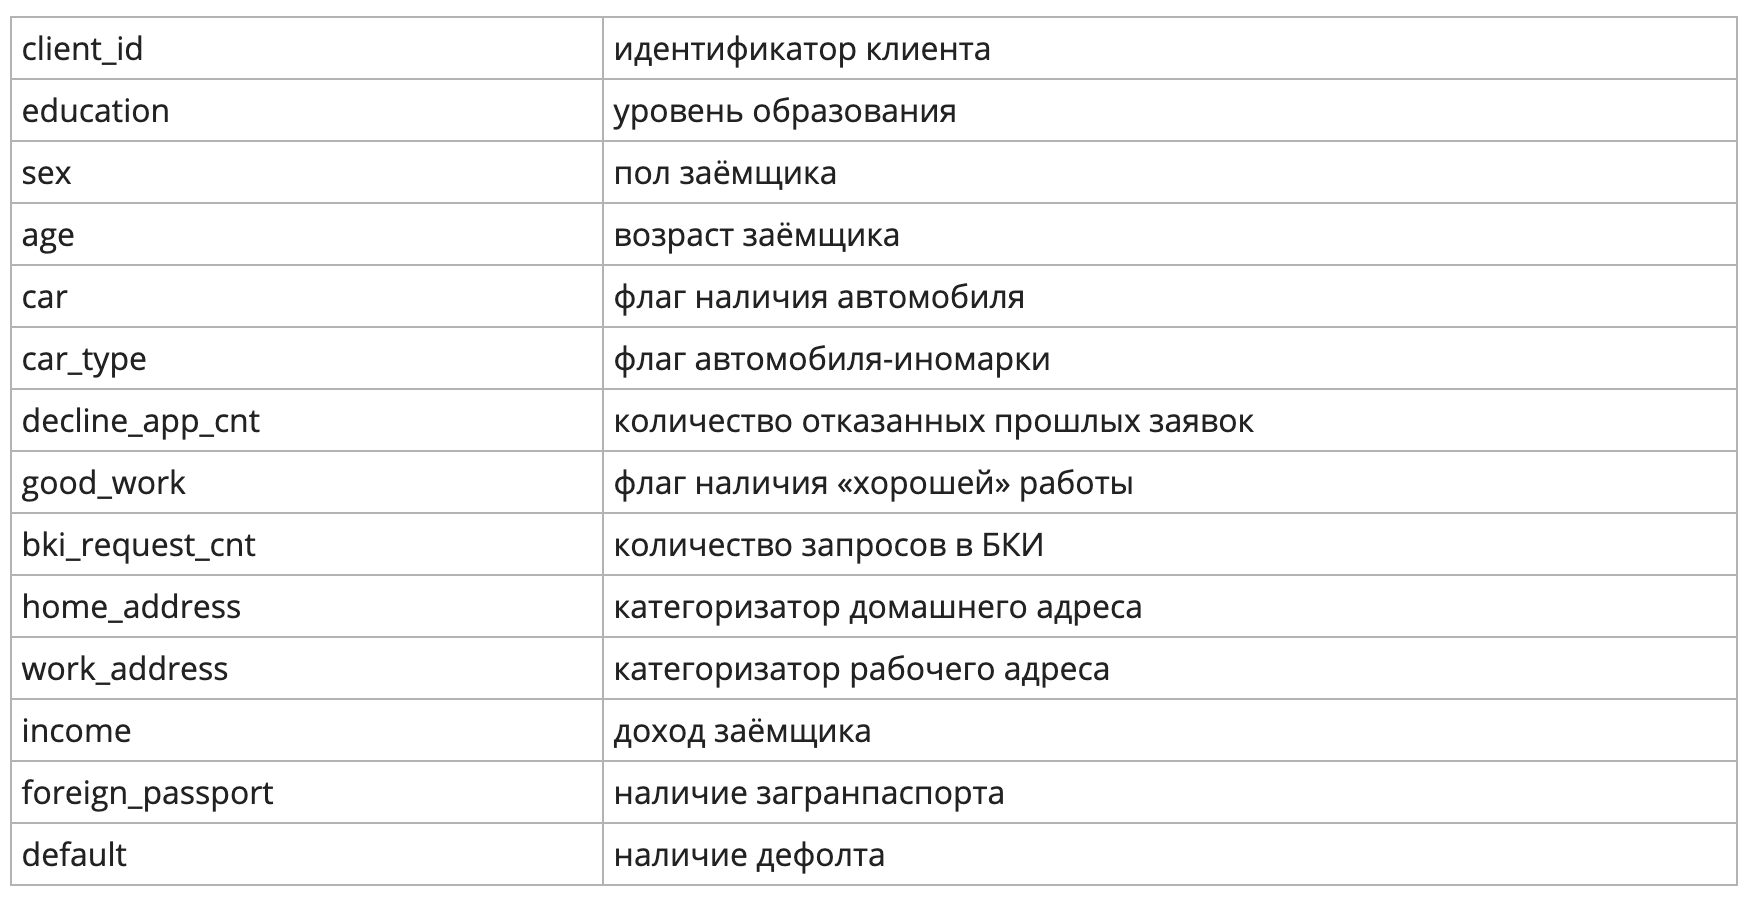 client_id идентификатор клиента
education уровень образования
sex пол заёмщика
age возраст заёмщика
car флаг наличия автомобиля
car_type флаг автомобиля-иномарки
decline_app_cnt количество отказанных прошлых заявок
good_work флаг наличия «хорошей» работы
bki_request_cnt количество запросов в БКИ
home_address категоризатор домашнего адреса
work_address категоризатор рабочего адреса
income доход заёмщика
foreign_passport наличие загранпаспорта
default наличие дефолта